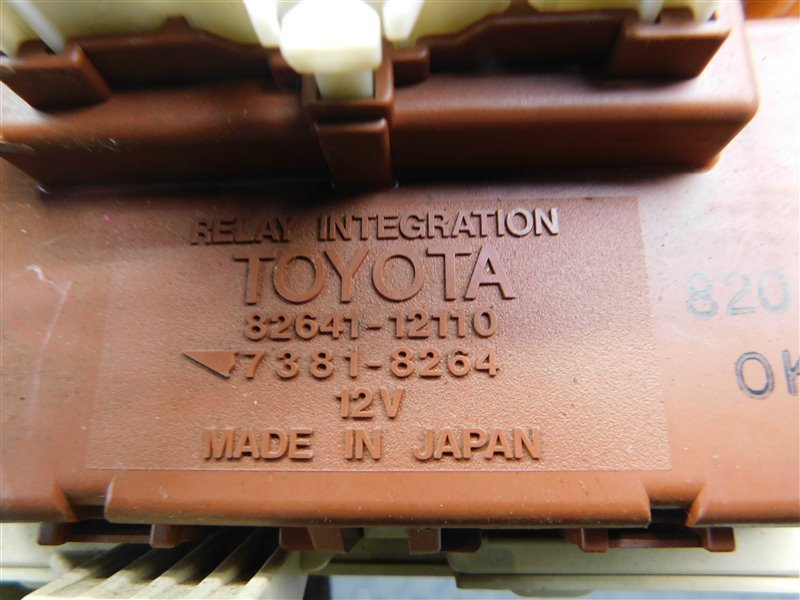 RELAY INTEGRATION
TOYOTA
82641-12110
7381-8264
12V
MADE IN JAPAN
820
OK